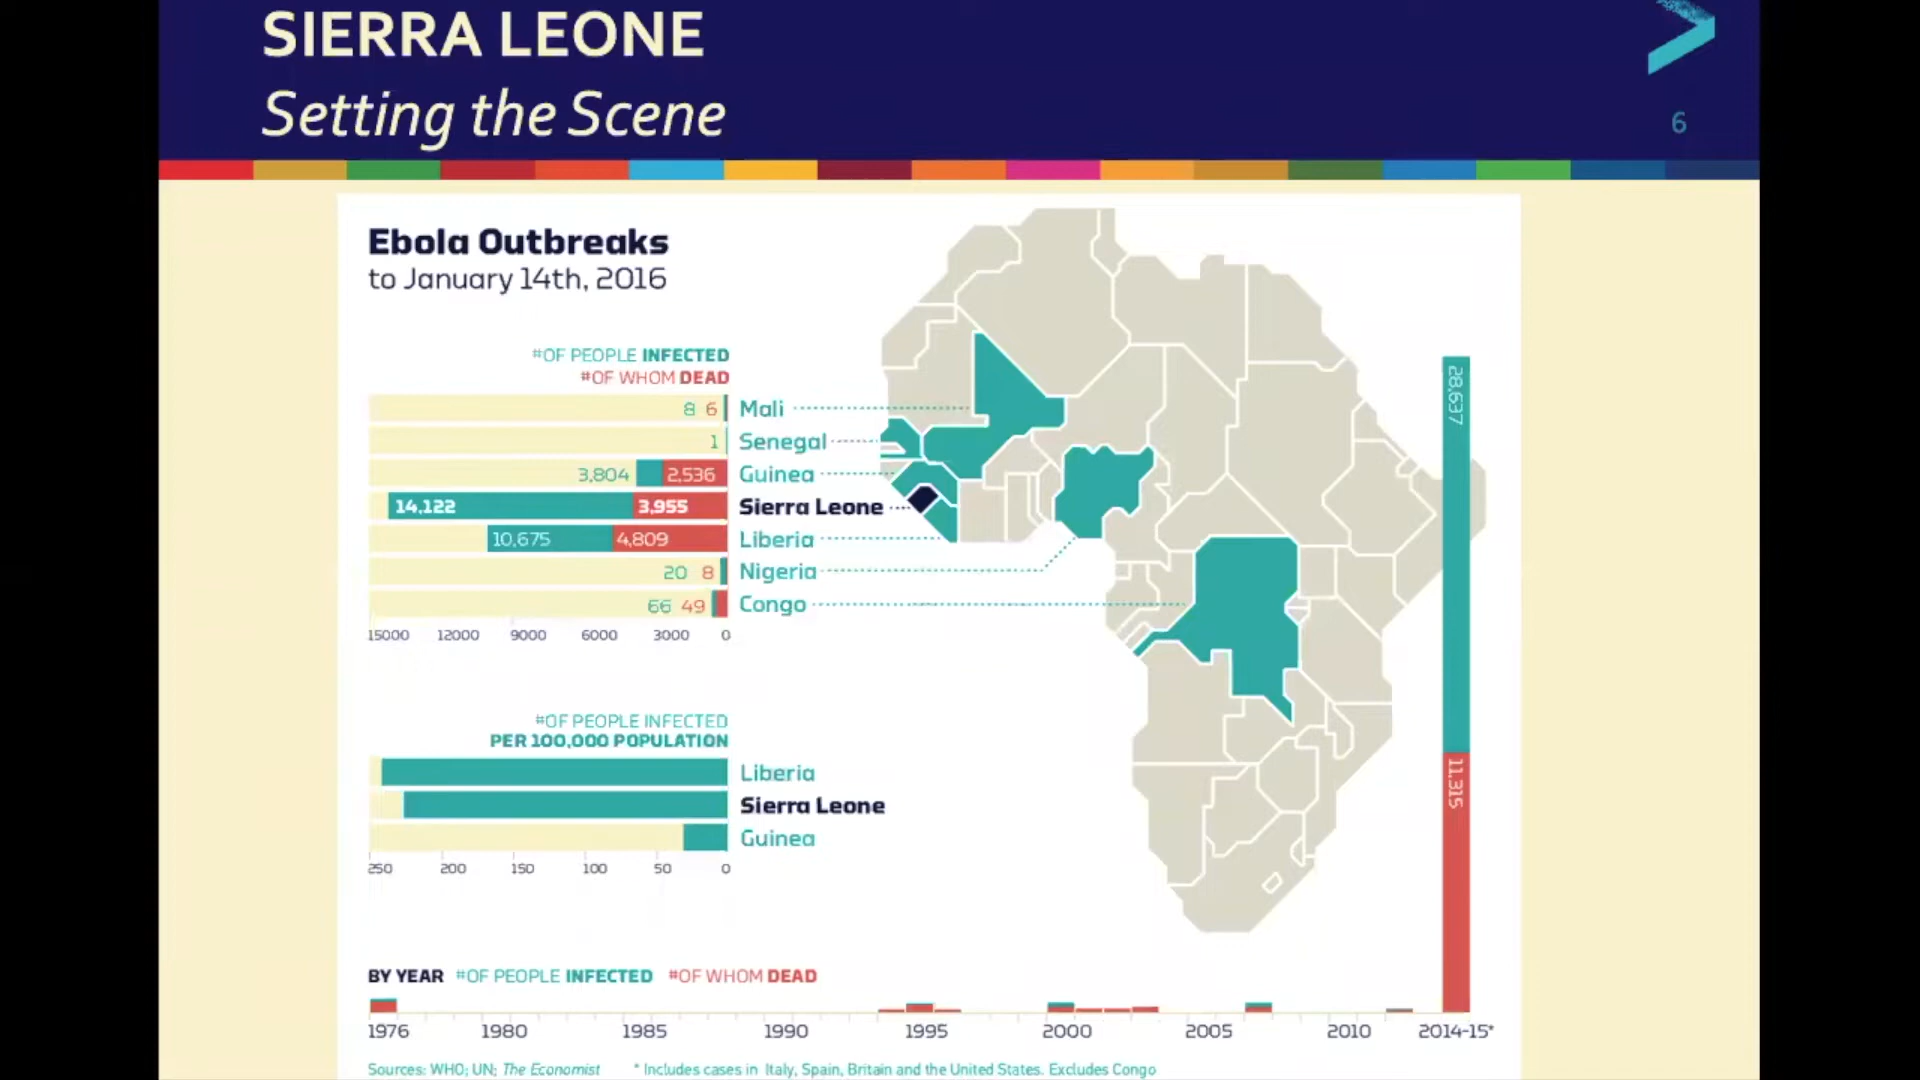 SIERRA LEONE
Setting the Scene
6
Ebola Outbreaks
to January 14th, 2016
#OF PEOPLE INFECTED
#OF WHOM DEAD
8 6 Mali
1 Senegal
3,804 2,536 Guinea
14,122 3,955 Sierra Leone
10,675 4,809 Liberia
20 8 Nigeria
66 49 Congo
15000 12000 9000 6000 3000 0
28,637
#OF PEOPLE INFECTED
PER 100,000 POPULATION
Liberia
Sierra Leone
Guinea
250 200 150 100 50 0
11,315
BY YEAR #OF PEOPLE INFECTED #OF WHOM DEAD
1976 1980 1985 1990 1995 2000 2005 2010 2014-15*
Sources: WHO; UN; The Economist * Includes cases in Italy, Spain, Britain and the United States. Excludes Congo